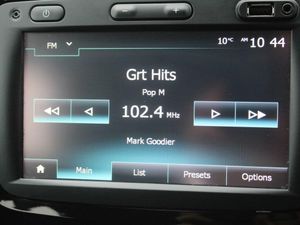 FM 10°C AM 10 44
Grt Hits
Pop M
102.4 MHz
Mark Goodier
Main List Presets Options